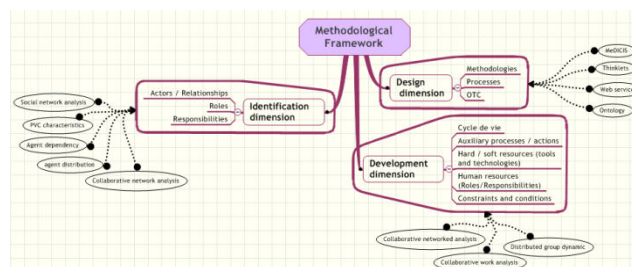 Methodological
Framework
Actors / Relationships
Roles
Responsibilities
Identification
dimension
Social network analysis
PVC characteristics
Agent dependency
agent distribution
Collaborative network analysis
Design
dimension
Methodologies
Processes
OTC
MeDICIS
Thinklets
Web service
Ontology
Development
dimension
Cycle de vie
Auxiliary processes / actions
Hard / soft resources (tools
and technologies)
Human resources
(Roles/Responsibilities)
Constraints and conditions
Collaborative networked analysis
Distributed group dynamic
Collaborative work analysis